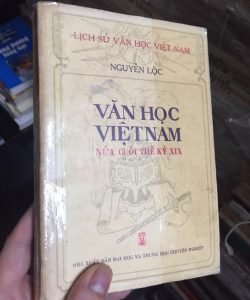 LỊCH SỬ VĂN HỌC VIỆT NAM
NGUYỄN LỘC
VĂN HỌC
VIỆT NAM
NỬA CUỐI THẾ KỶ XIX
NHÀ XUẤT BẢN ĐẠI HỌC VÀ TRUNG HỌC CHUYÊN NGHIỆP